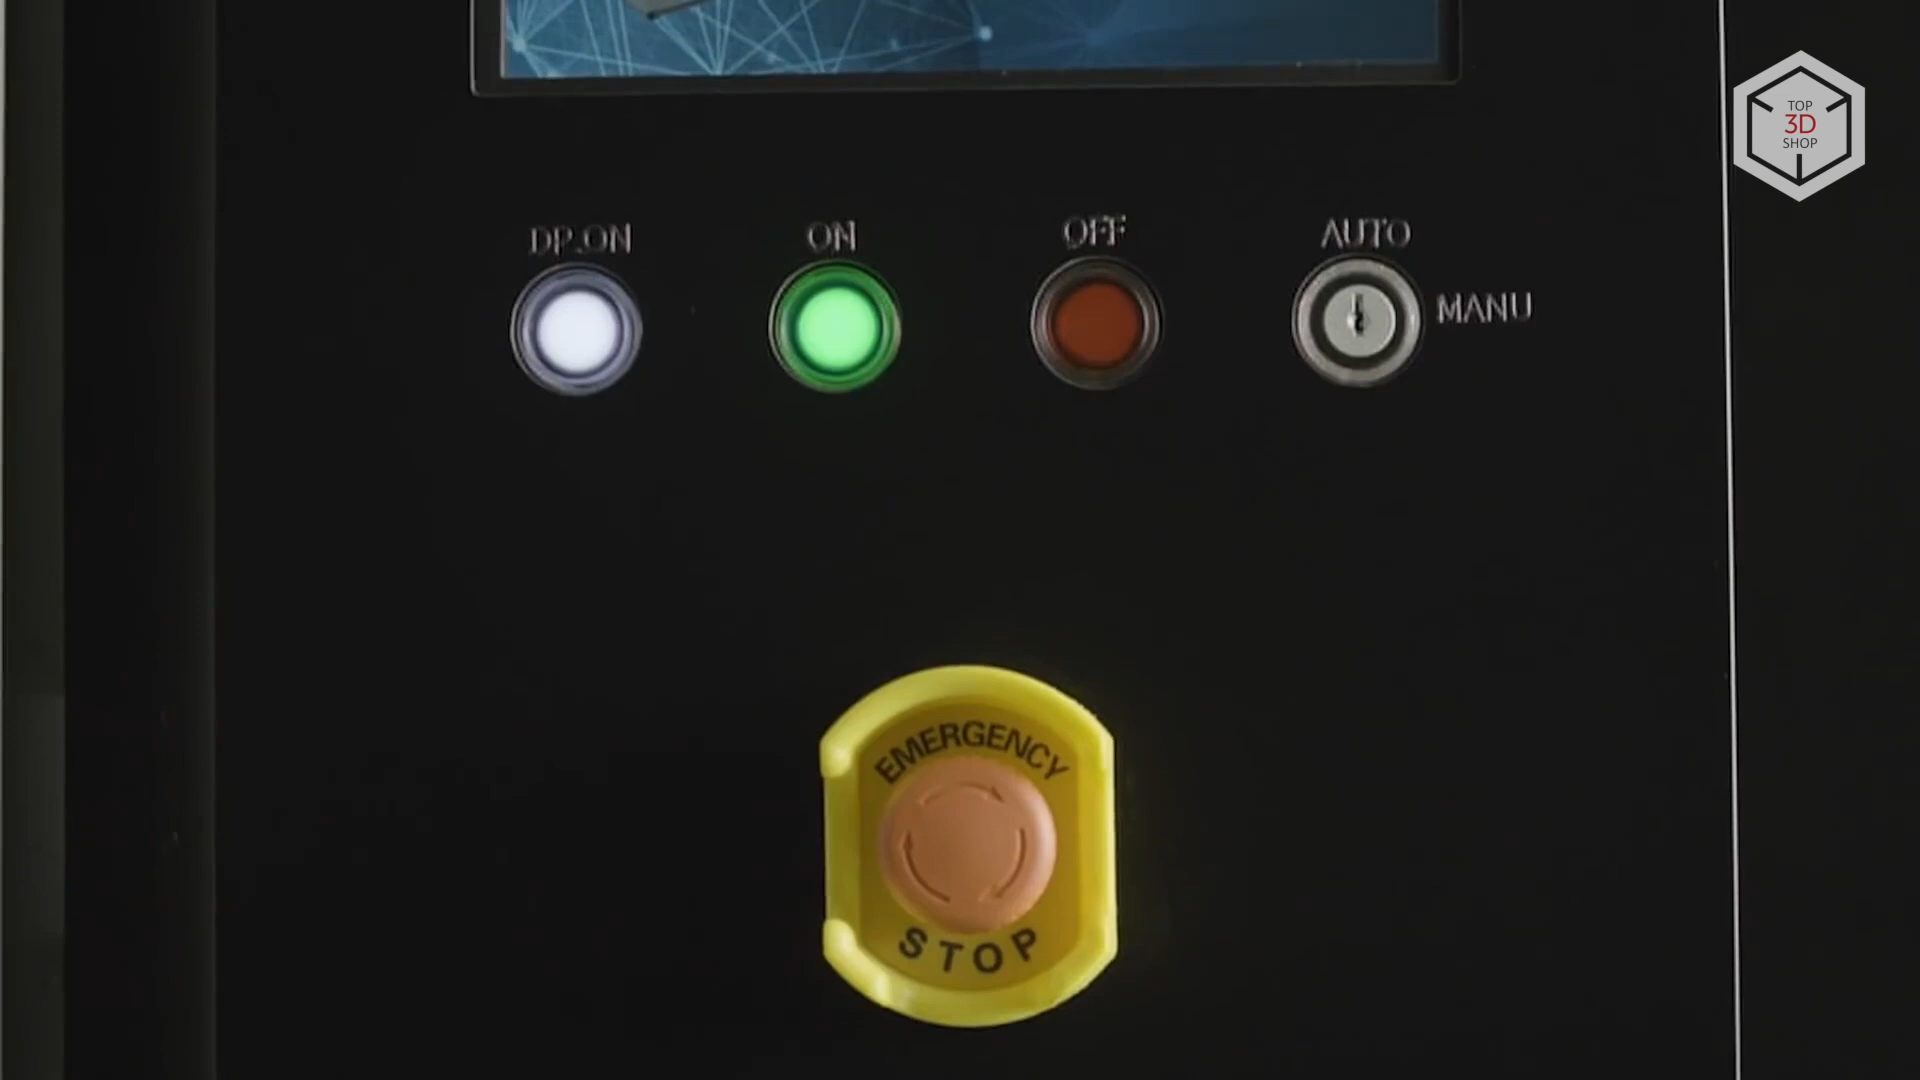 TOP
3D
SHOP
DP.ON
ON
OFF
AUTO
MANU
EMERGENCY
STOP